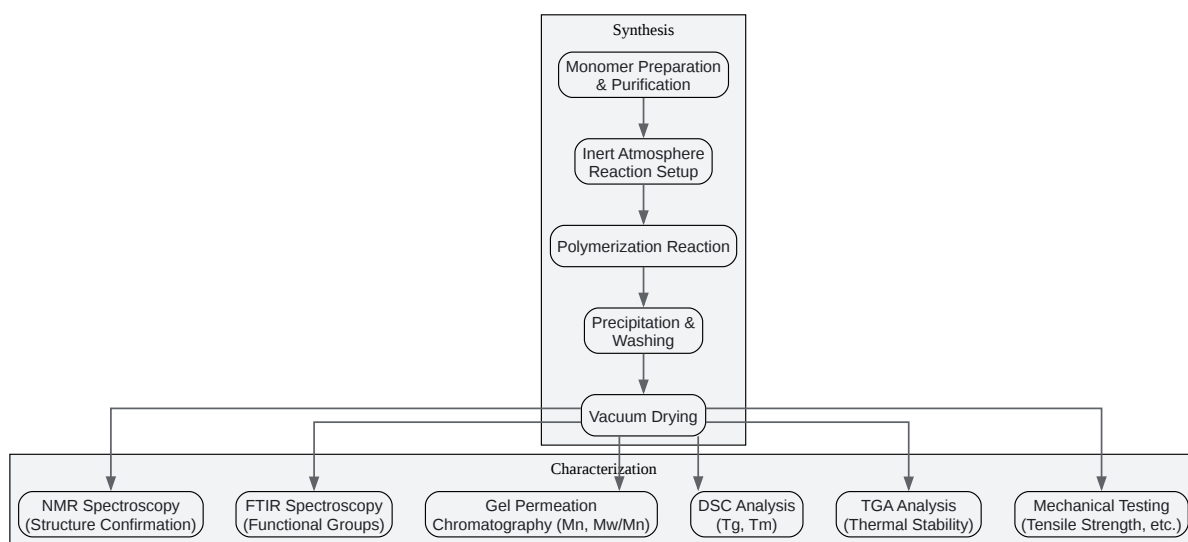 Synthesis
Monomer Preparation
& Purification
Inert Atmosphere
Reaction Setup
Polymerization Reaction
Precipitation &
Washing
Vacuum Drying
Characterization
NMR Spectroscopy
(Structure Confirmation)
FTIR Spectroscopy
(Functional Groups)
Gel Permeation
Chromatography (Mn, Mw/Mn)
DSC Analysis
(Tg, Tm)
TGA Analysis
(Thermal Stability)
Mechanical Testing
(Tensile Strength, etc.)